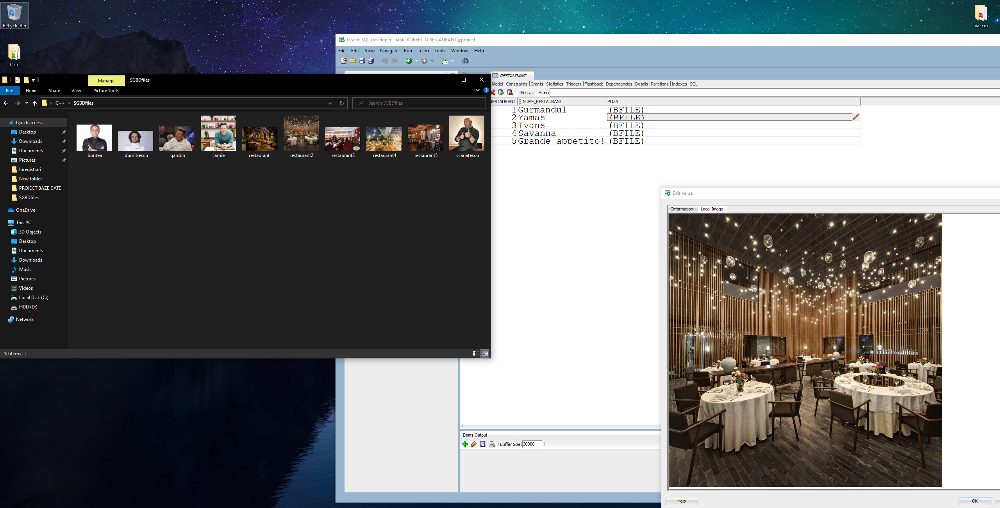 Recycle Bin
Vaccin
C++
Oracle SQL Developer : Table ROBERTTO.RESTAURANT@proiect
File Edit View Navigate Run Team Tools Window Help
RESTAURANT
Model Constraints Grants Statistics Triggers Flashback Dependencies Details Partitions Indexes SQL
Sort.. Filter:
RESTAURANT NUME_RESTAURANT POZA
1 Gurmandul (BFILE)
2 Yamas (BFILE)
3 Ivans (BFILE)
4 Savanna (BFILE)
5 Grande appetito! (BFILE)
Manage SGBDfiles
File Home Share View Picture Tools
C++ SGBDfiles
Search SGBDfiles
Quick access
Desktop
Downloads
Documents
Pictures
Inregistrari
New folder
PROIECT BAZE DATE
SGBDfiles
OneDrive
This PC
3D Objects
Desktop
Documents
Downloads
Music
Pictures
Videos
Local Disk (C:)
HDD (D:)
Network
bontea dumitrescu gardon jamie restaurant1 restaurant2 restaurant3 restaurant4 restaurant5 scarlatescu
10 items
Edit Value
Information Local Image
Dbms Output
Buffer Size: 20000
Help OK